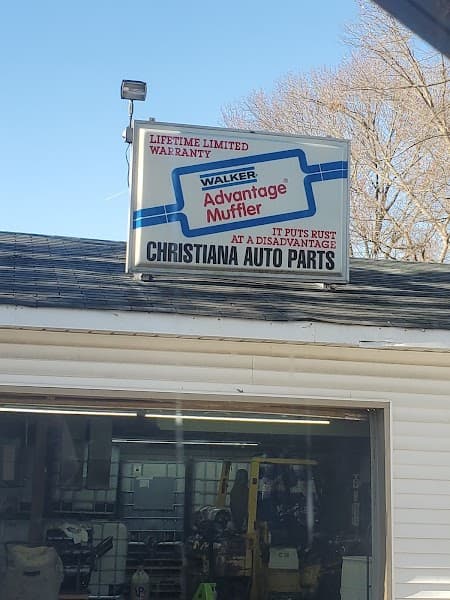 LIFETIME LIMITED
WARRANTY
WALKER
Advantage®
Muffler
IT PUTS RUST
AT A DISADVANTAGE
CHRISTIANA AUTO PARTS